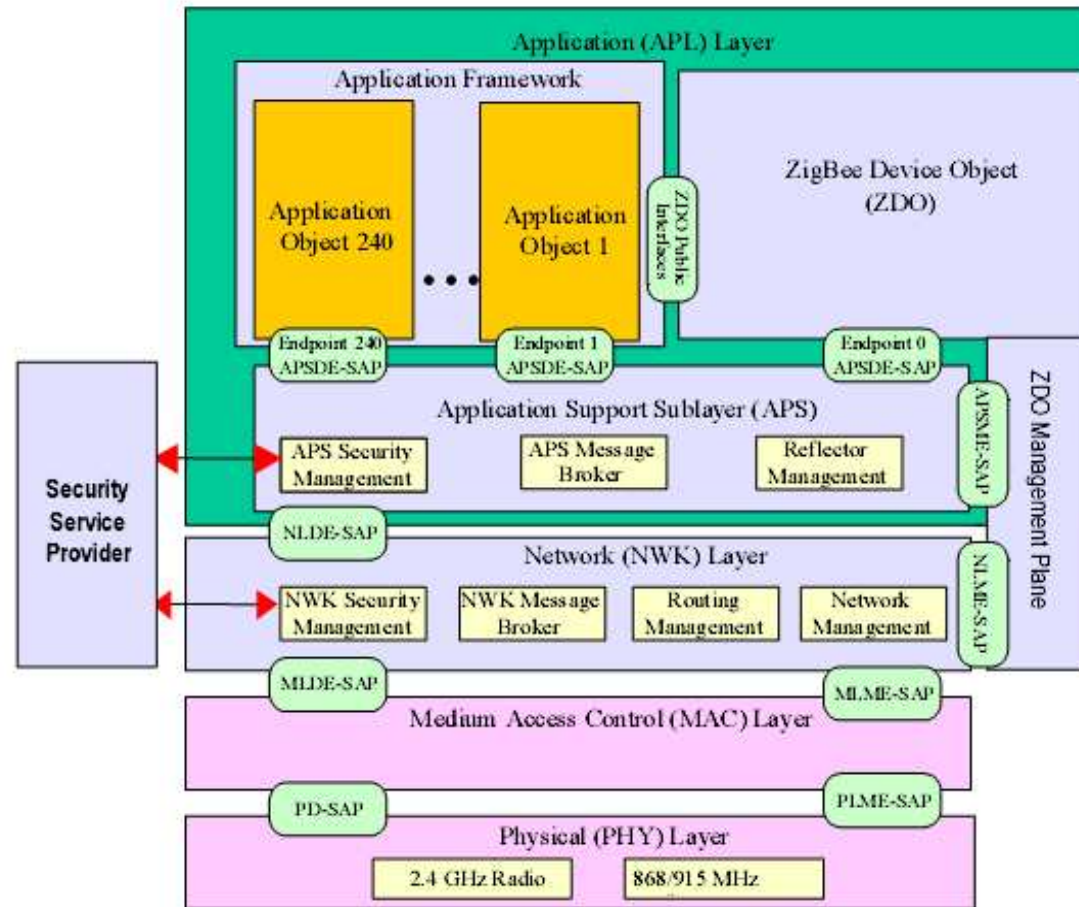 Application (APL) Layer
Application Framework
Application
Object 240
• • •
Application
Object 1
ZDO Public
Interfaces
ZigBee Device Object
(ZDO)
Endpoint 240
APSDE-SAP
Endpoint 1
APSDE-SAP
Endpoint 0
APSDE-SAP
Application Support Sublayer (APS)
APS Security
Management
APS Message
Broker
Reflector
Management
APSME-SAP
ZDO Management Plane
Security
Service
Provider
NLDE-SAP
Network (NWK) Layer
NWK Security
Management
NWK Message
Broker
Routing
Management
Network
Management
NLME-SAP
MLDE-SAP
MLME-SAP
Medium Access Control (MAC) Layer
PD-SAP
PLME-SAP
Physical (PHY) Layer
2.4 GHz Radio
868/915 MHz